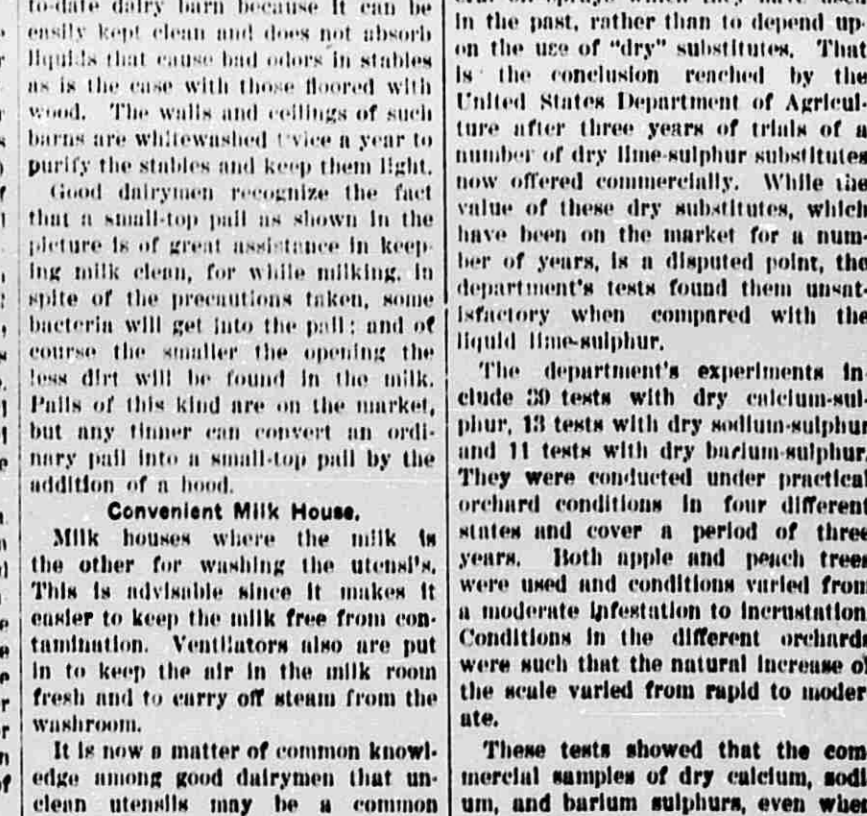 to-date dairy barn because it can be
easily kept clean and does not absorb
liquids that cause bad odors in stables
as is the case with those floored with
wood. The walls and ceilings of such
barns are whitewashed twice a year to
purify the stables and keep them light.
Good dairymen recognize the fact
that a small-top pail as shown in the
picture is of great assistance in keep-
ing milk clean, for while milking, in
spite of the precautions taken, some
bacteria will get into the pail; and of
course the smaller the opening the
less dirt will be found in the milk.
Pails of this kind are on the market,
but any tinner can convert an ordi-
nary pail into a small-top pail by the
addition of a hood.
Convenient Milk House.
Milk houses where the milk is
the other for washing the utensils.
This is advisable since it makes it
easier to keep the milk free from con-
tamination. Ventilators also are put
in to keep the air in the milk room
fresh and to carry off steam from the
washroom.
It is now a matter of common knowl-
edge among good dairymen that un-
clean utensils may be a common
in the past, rather than to depend up-
on the use of "dry" substitutes. That
is the conclusion reached by the
United States Department of Agricul-
ture after three years of trials of a
number of dry lime-sulphur substitutes
now offered commercially. While the
value of these dry substitutes, which
have been on the market for a num-
ber of years, is a disputed point, the
department's tests found them unsat-
isfactory when compared with the
liquid lime-sulphur.
The department's experiments in-
clude 39 tests with dry calcium-sul-
phur, 13 tests with dry sodium-sulphur
and 11 tests with dry barium-sulphur.
They were conducted under practical
orchard conditions in four different
states and cover a period of three
years. Both apple and peach trees
were used and conditions varied from
a moderate infestation to incrustation
Conditions in the different orchards
were such that the natural increase of
the scale varied from rapid to moder
ate.
These tests showed that the com
mercial samples of dry calcium, sodi
um, and barium sulphurs, even when